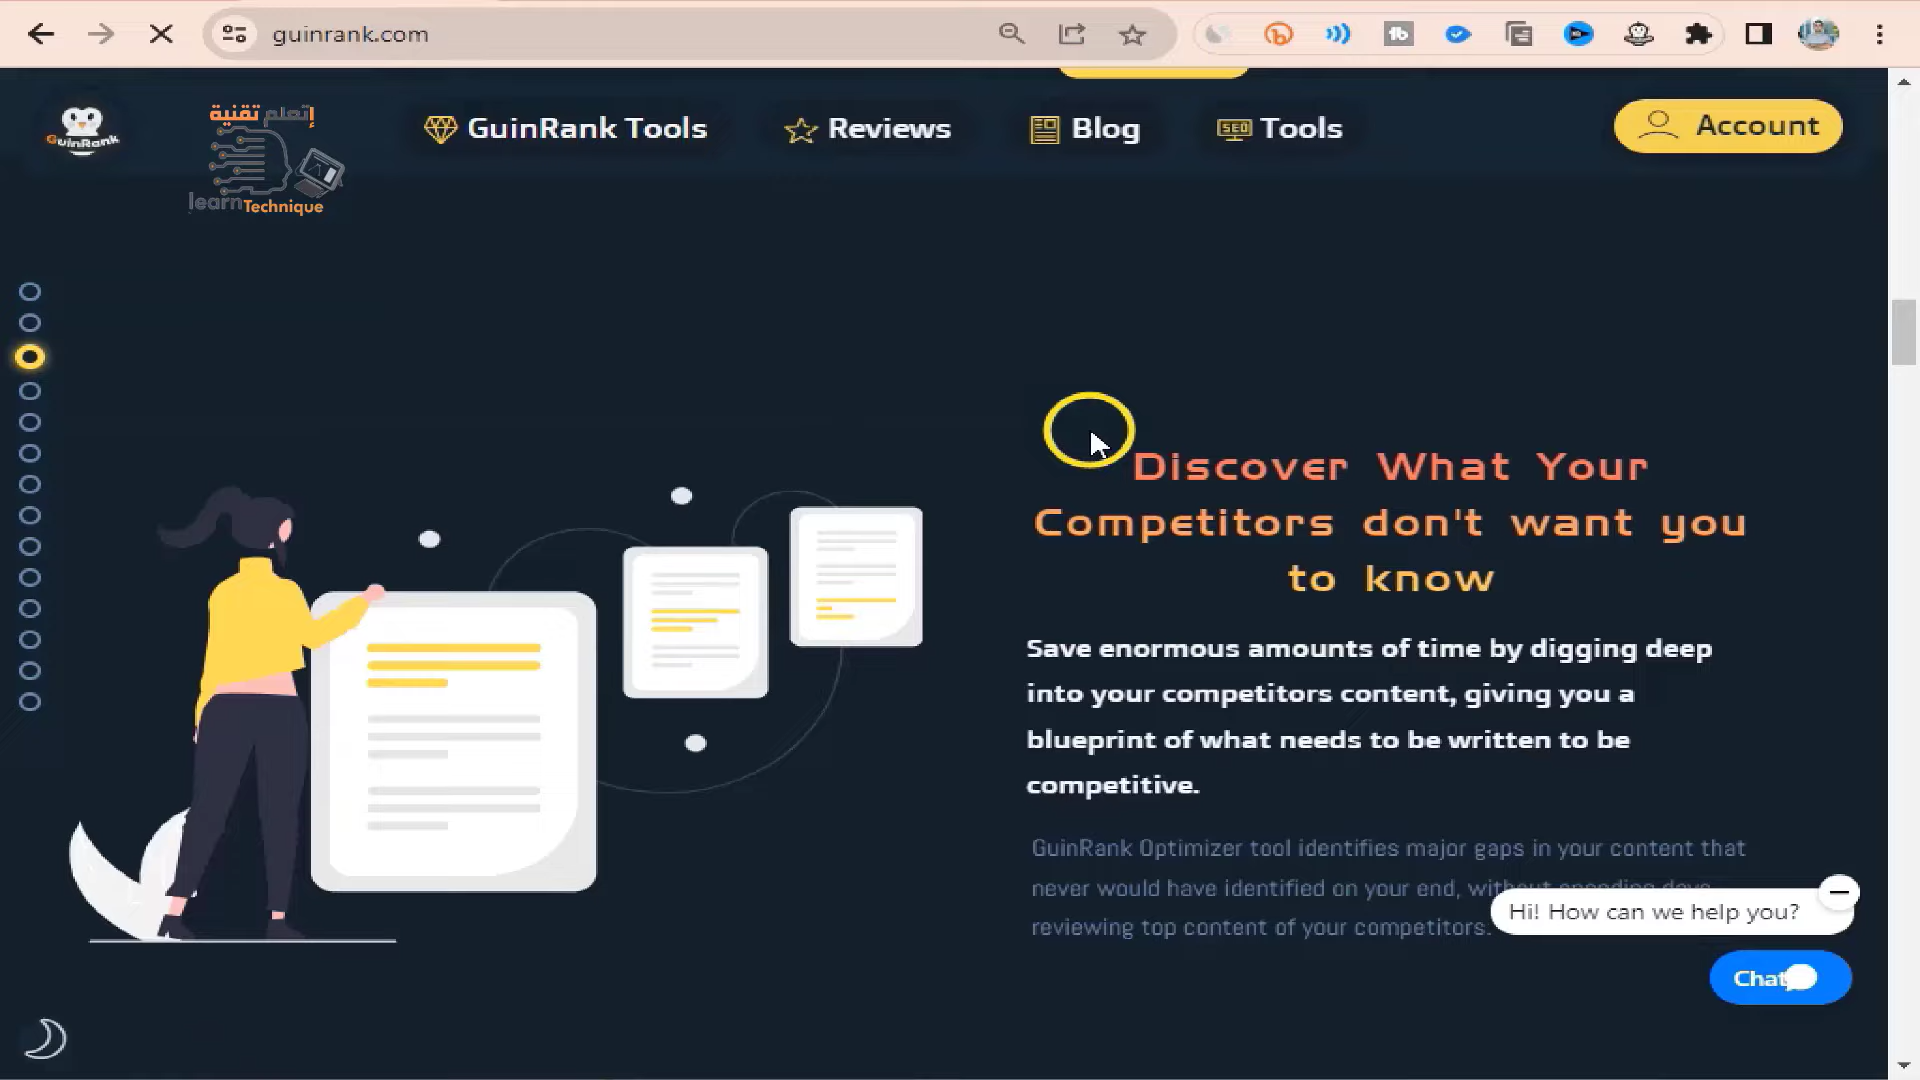 guinrank.com
GuinRank
إتعلم تقنية
learnTechnique
GuinRank Tools
Reviews
Blog
SEO
Tools
Account
Discover What Your
Competitors don't want you
to know
Save enormous amounts of time by digging deep
into your competitors content, giving you a
blueprint of what needs to be written to be
competitive.
GuinRank Optimizer tool identifies major gaps in your content that
never would have identified on your end, without spending days
reviewing top content of your competitors.
Hi! How can we help you?
Chat